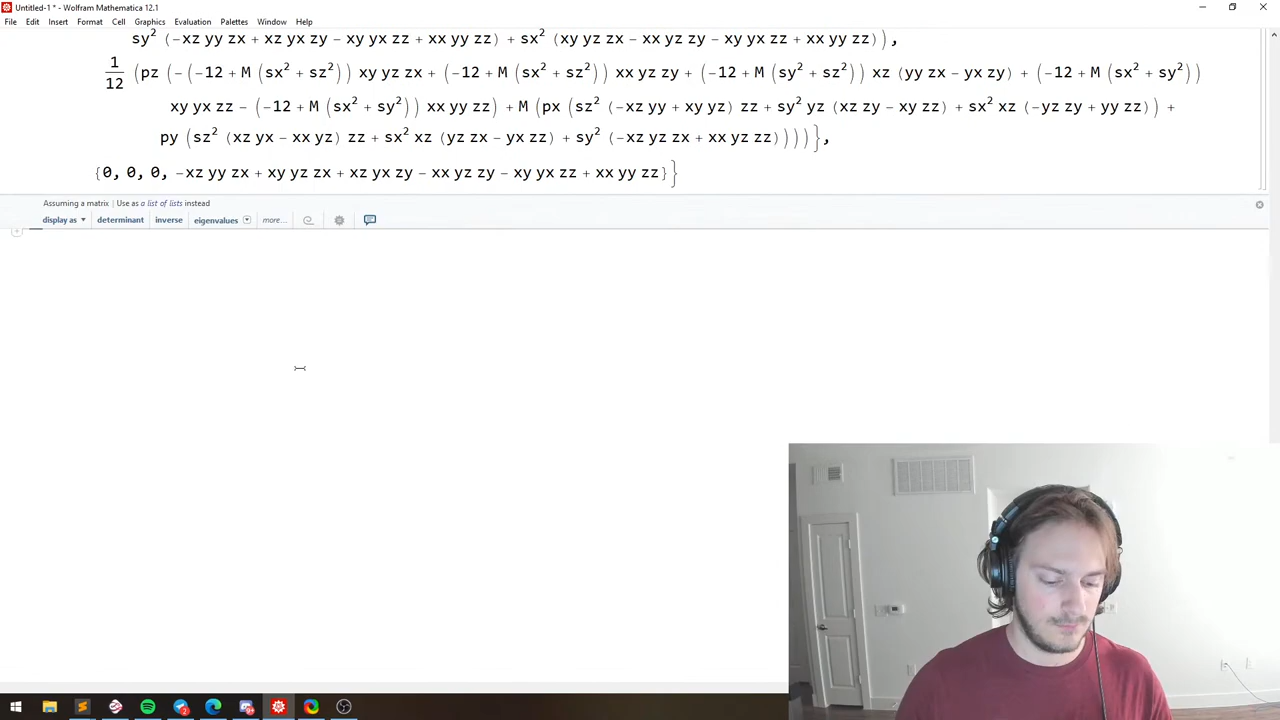 Untitled-1 * - Wolfram Mathematica 12.1
File Edit Insert Format Cell Graphics Evaluation Palettes Window Help
sy² (-xz yy zx + xz yx zy - xy yx zz + xx yy zz) + sx² (xy yz zx - xx yz zy - xy yx zz + xx yy zz)),
1/12 (pz (-(-12 + M (sx² + sz²)) xy yz zx + (-12 + M (sx² + sz²)) xx yz zy + (-12 + M (sy² + sz²)) xz (yy zx - yx zy) + (-12 + M (sx² + sy²))
xy yx zz - (-12 + M (sx² + sy²)) xx yy zz) + M (px (sz² (-xz yy + xy yz) zz + sy² yz (xz zy - xy zz) + sx² xz (-yz zy + yy zz)) +
py (sz² (xz yx - xx yz) zz + sx² xz (yz zx - yx zz) + sy² (-xz yz zx + xx yz zz))))},
{0, 0, 0, -xz yy zx + xy yz zx + xz yx zy - xx yz zy - xy yx zz + xx yy zz}}
Assuming a matrix | Use as a list of lists instead
display as determinant inverse eigenvalues more...